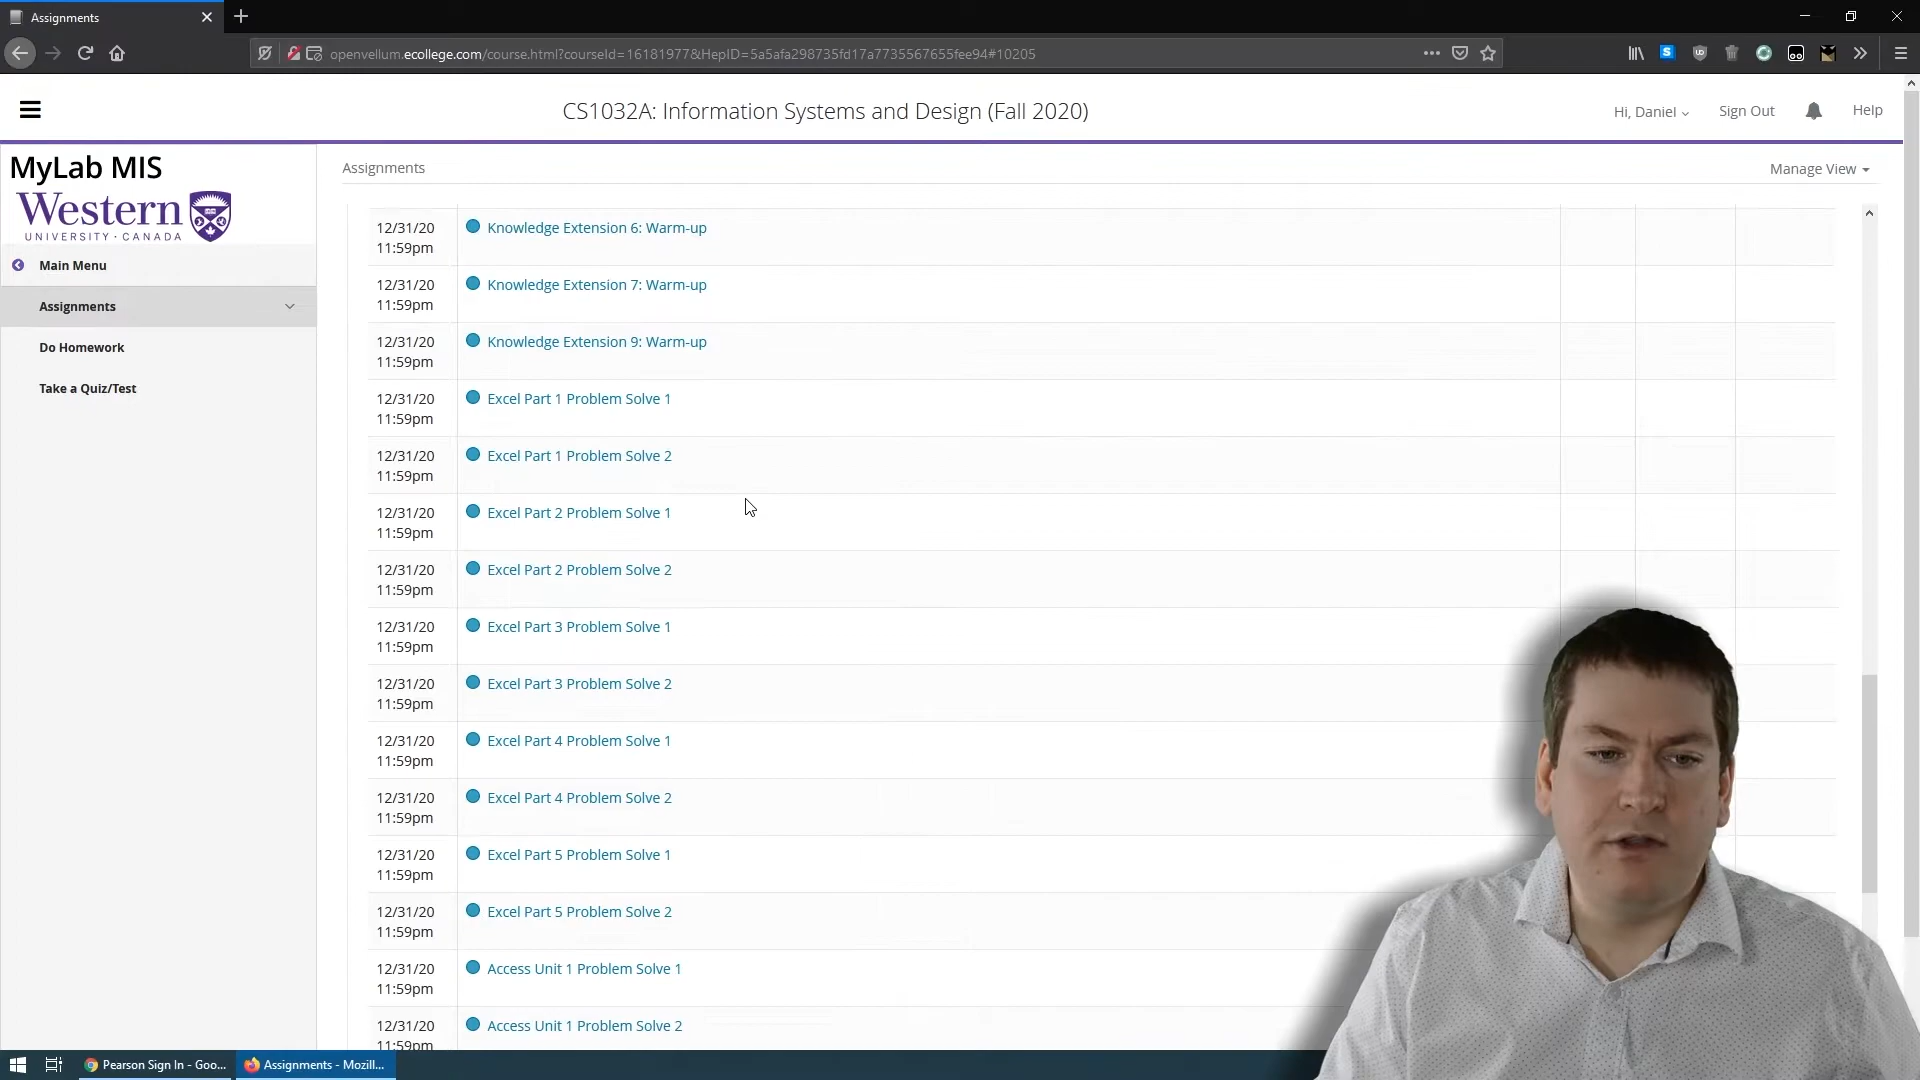 Assignments
openvellum.ecollege.com/course.html?courseId=16181977&HepID=5a5afa298735fd17a7735567655fee94#10205
CS1032A: Information Systems and Design (Fall 2020)
Hi, Daniel
Sign Out
Help
MyLab MIS
Western
UNIVERSITY · CANADA
Main Menu
Assignments
Do Homework
Take a Quiz/Test
Assignments
Manage View
12/31/20
11:59pm
Knowledge Extension 6: Warm-up
12/31/20
11:59pm
Knowledge Extension 7: Warm-up
12/31/20
11:59pm
Knowledge Extension 9: Warm-up
12/31/20
11:59pm
Excel Part 1 Problem Solve 1
12/31/20
11:59pm
Excel Part 1 Problem Solve 2
12/31/20
11:59pm
Excel Part 2 Problem Solve 1
12/31/20
11:59pm
Excel Part 2 Problem Solve 2
12/31/20
11:59pm
Excel Part 3 Problem Solve 1
12/31/20
11:59pm
Excel Part 3 Problem Solve 2
12/31/20
11:59pm
Excel Part 4 Problem Solve 1
12/31/20
11:59pm
Excel Part 4 Problem Solve 2
12/31/20
11:59pm
Excel Part 5 Problem Solve 1
12/31/20
11:59pm
Excel Part 5 Problem Solve 2
12/31/20
11:59pm
Access Unit 1 Problem Solve 1
12/31/20
11:59pm
Access Unit 1 Problem Solve 2
Pearson Sign In - Goo...
Assignments - Mozill...